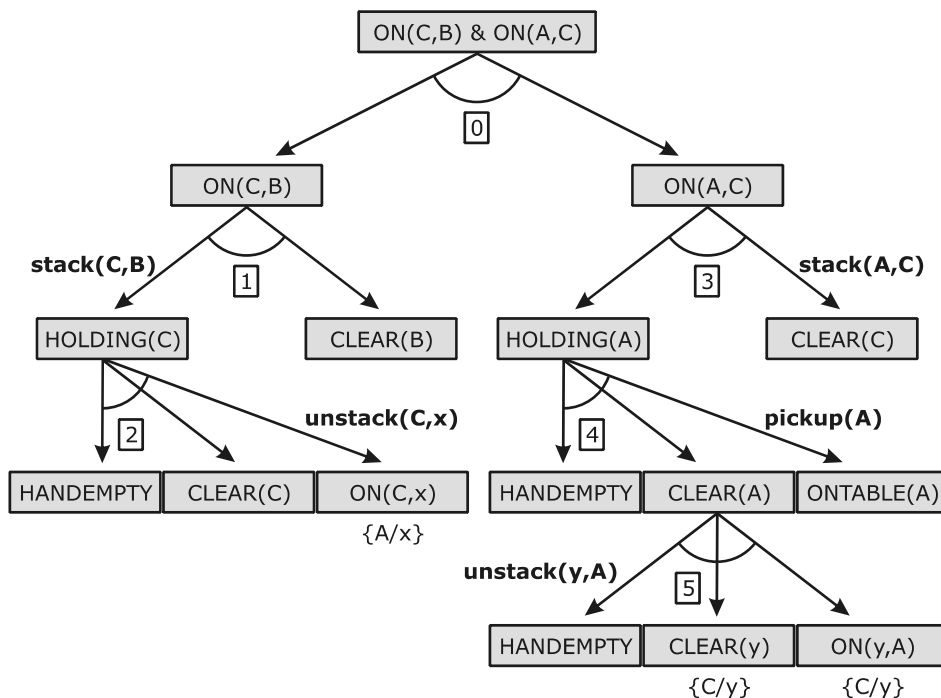 ON(C,B) & ON(A,C)
0
ON(C,B)
ON(A,C)
stack(C,B)
1
3
stack(A,C)
HOLDING(C)
CLEAR(B)
HOLDING(A)
CLEAR(C)
2
unstack(C,x)
4
pickup(A)
HANDEMPTY
CLEAR(C)
ON(C,x)
HANDEMPTY
CLEAR(A)
ONTABLE(A)
{A/x}
unstack(y,A)
5
HANDEMPTY
CLEAR(y)
ON(y,A)
{C/y}
{C/y}